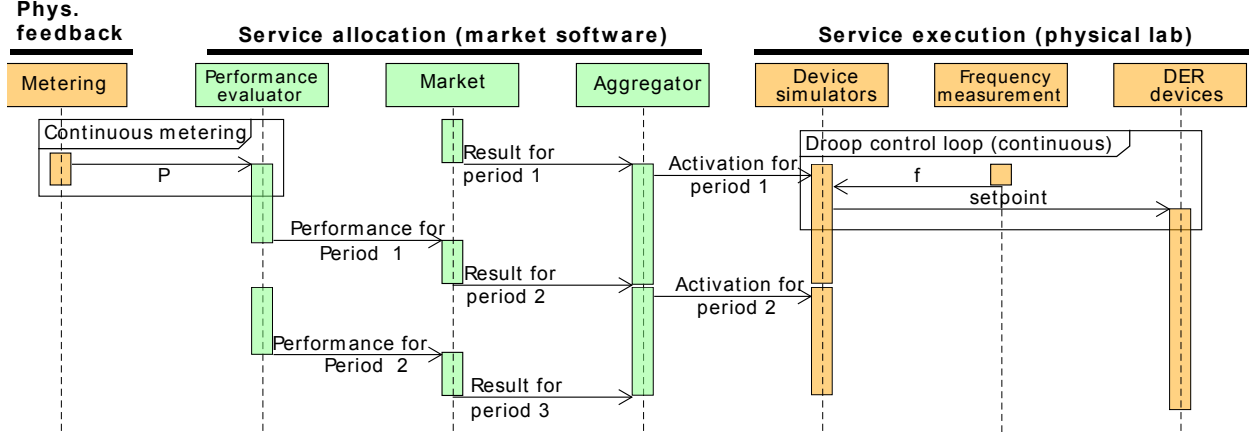 Phys.
feedback
Service allocation (market software)
Service execution (physical lab)
Metering
Performance
evaluator
Market
Aggregator
Device
simulators
Frequency
measurement
DER
devices
Continuous metering
P
Result for
period 1
Activation for
period 1
Droop control loop (continuous)
f
setpoint
Performance for
Period 1
Result for
period 2
Activation for
period 2
Performance for
Period 2
Result for
period 3